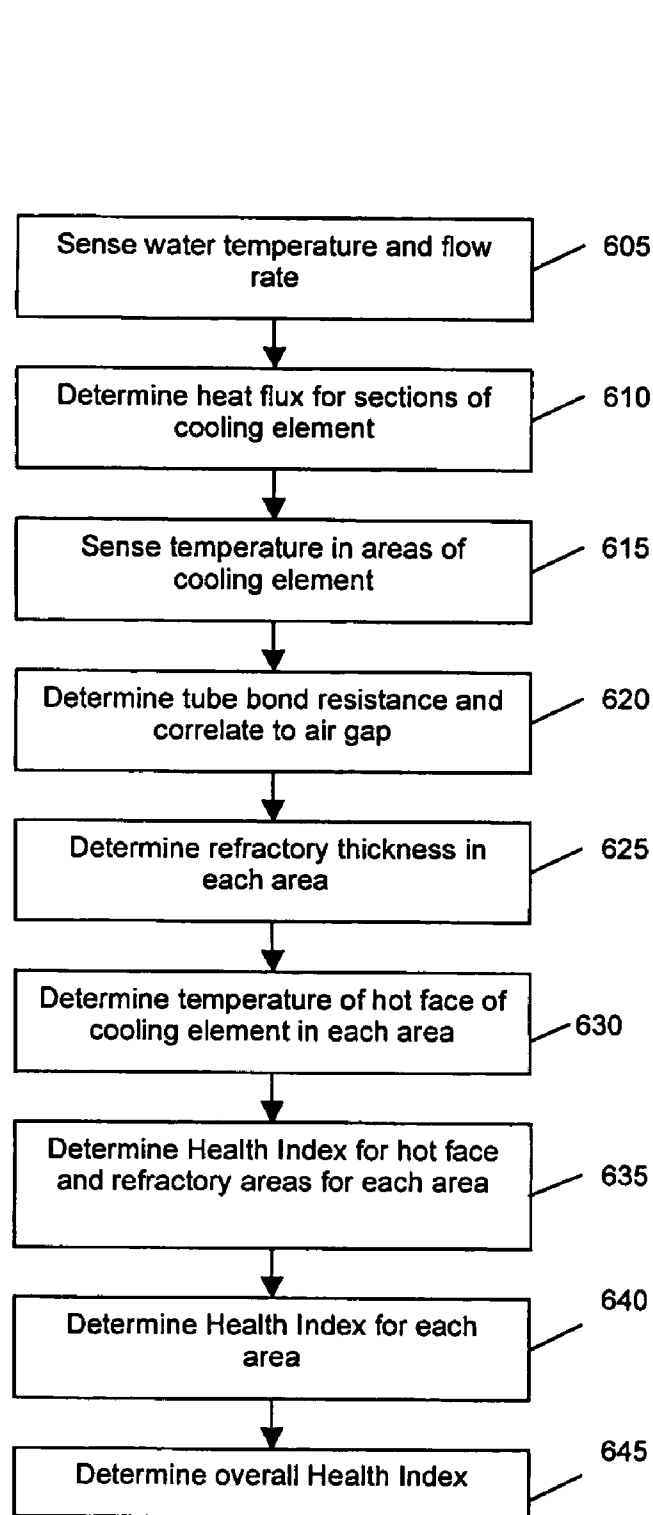 Sense water temperature and flow
rate
605
Determine heat flux for sections of
cooling element
610
Sense temperature in areas of
cooling element
615
Determine tube bond resistance and
correlate to air gap
620
Determine refractory thickness in
each area
625
Determine temperature of hot face of
cooling element in each area
630
Determine Health Index for hot face
and refractory areas for each area
635
Determine Health Index for each
area
640
Determine overall Health Index
645